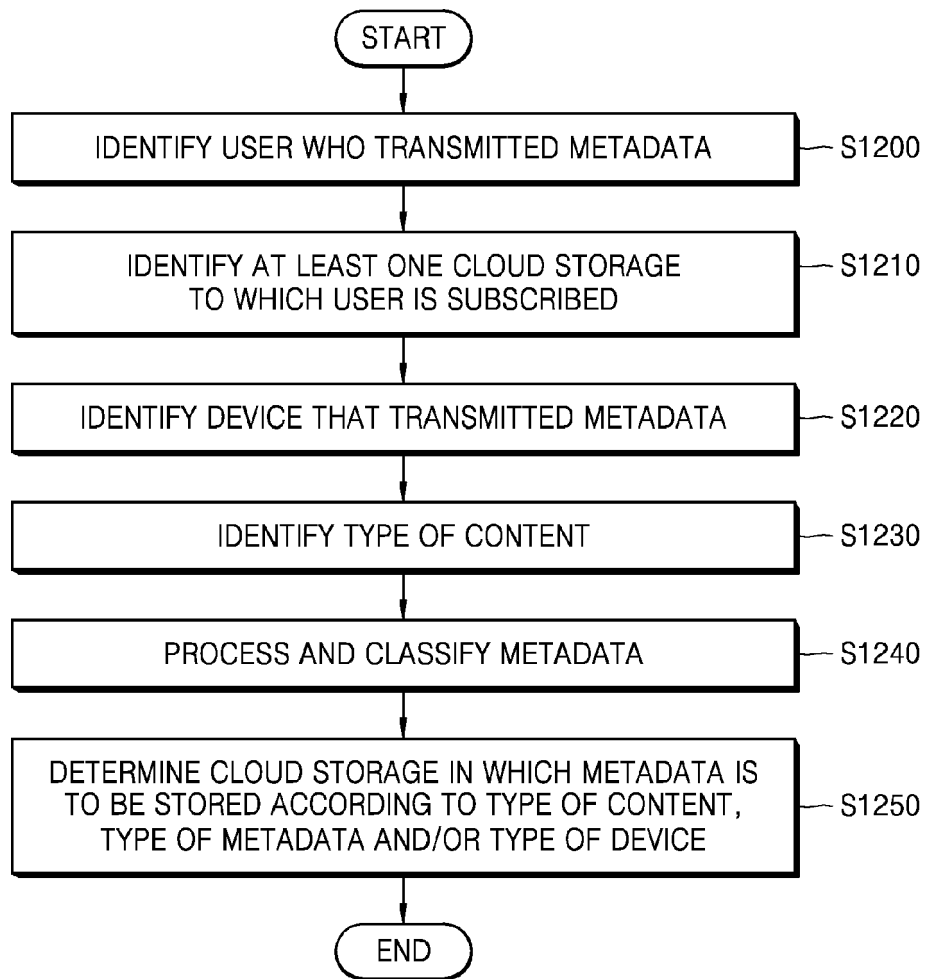 START
IDENTIFY USER WHO TRANSMITTED METADATA
S1200
IDENTIFY AT LEAST ONE CLOUD STORAGE
TO WHICH USER IS SUBSCRIBED
S1210
IDENTIFY DEVICE THAT TRANSMITTED METADATA
S1220
IDENTIFY TYPE OF CONTENT
S1230
PROCESS AND CLASSIFY METADATA
S1240
DETERMINE CLOUD STORAGE IN WHICH METADATA IS
TO BE STORED ACCORDING TO TYPE OF CONTENT,
TYPE OF METADATA AND/OR TYPE OF DEVICE
S1250
END